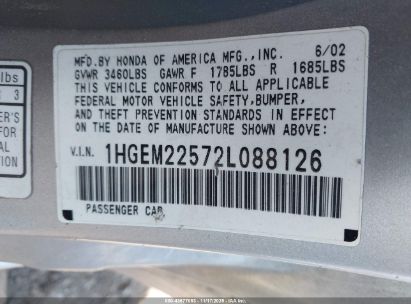 MFD.BY HONDA OF AMERICA MFG.,INC. 6/02
GVWR 3460LBS GAWR F 1785LBS R 1685LBS
THIS VEHICLE CONFORMS TO ALL APPLICABLE
FEDERAL MOTOR VEHICLE SAFETY,BUMPER,
AND THEFT PREVENTION STANDARDS IN EFFECT
ON THE DATE OF MANUFACTURE SHOWN ABOVE:
V.I.N. 1HGEM22572L088126
PASSENGER CAR
lbs
3